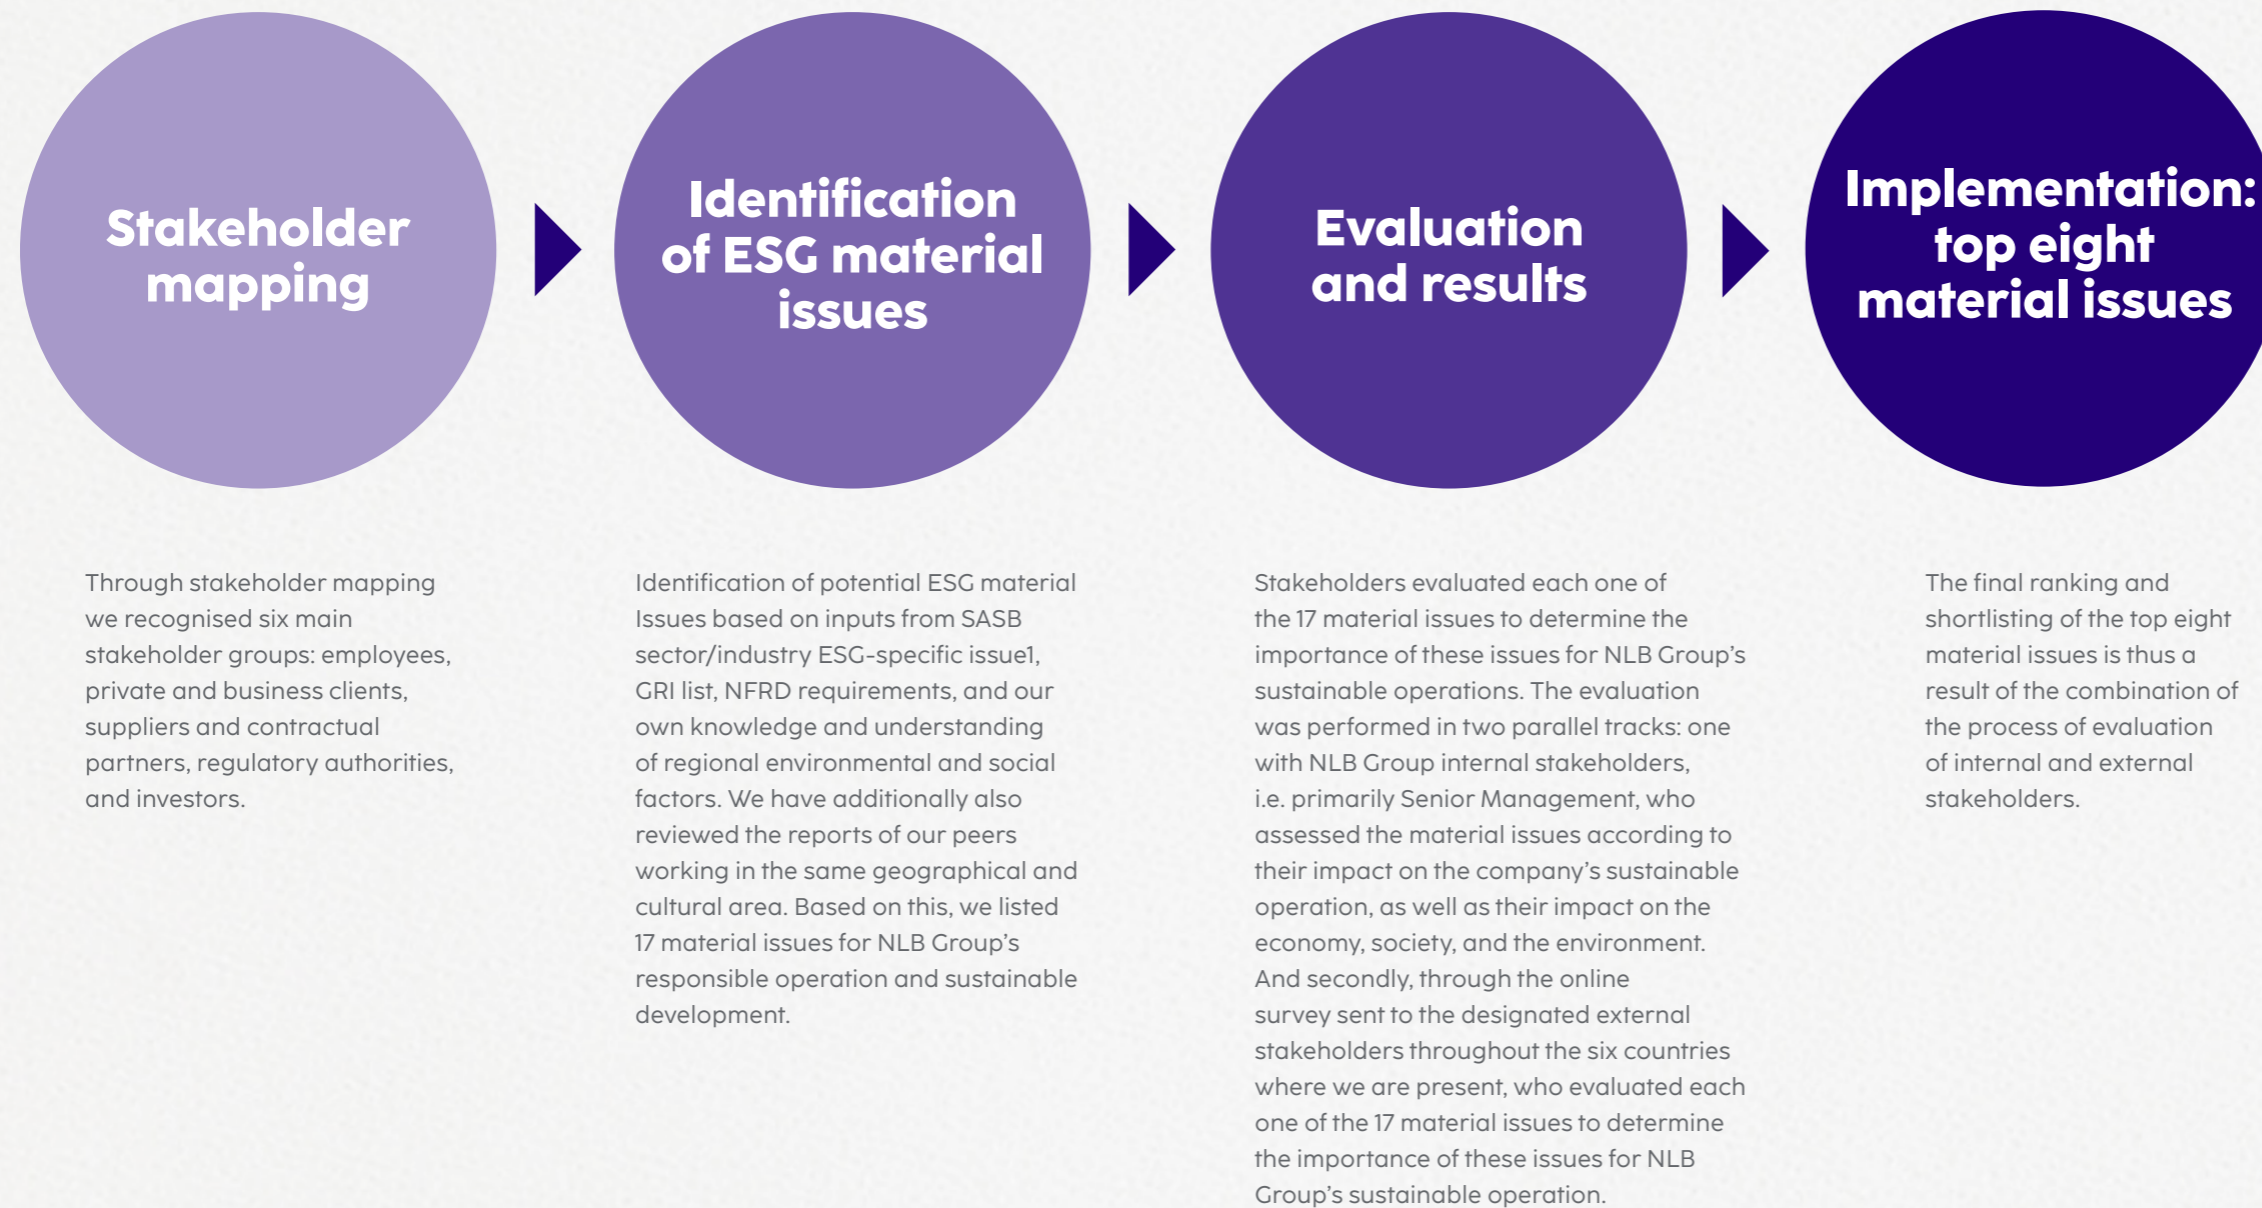 Stakeholder
mapping
Identification
of ESG material
issues
Evaluation
and results
Implementation:
top eight
material issues
Through stakeholder mapping
we recognised six main
stakeholder groups: employees,
private and business clients,
suppliers and contractual
partners, regulatory authorities,
and investors.
Identification of potential ESG material
Issues based on inputs from SASB
sector/industry ESG-specific issue1,
GRI list, NFRD requirements, and our
own knowledge and understanding
of regional environmental and social
factors. We have additionally also
reviewed the reports of our peers
working in the same geographical and
cultural area. Based on this, we listed
17 material issues for NLB Group’s
responsible operation and sustainable
development.
Stakeholders evaluated each one of
the 17 material issues to determine the
importance of these issues for NLB Group’s
sustainable operations. The evaluation
was performed in two parallel tracks: one
with NLB Group internal stakeholders,
i.e. primarily Senior Management, who
assessed the material issues according to
their impact on the company’s sustainable
operation, as well as their impact on the
economy, society, and the environment.
And secondly, through the online
survey sent to the designated external
stakeholders throughout the six countries
where we are present, who evaluated each
one of the 17 material issues to determine
the importance of these issues for NLB
Group’s sustainable operation.
The final ranking and
shortlisting of the top eight
material issues is thus a
result of the combination of
the process of evaluation
of internal and external
stakeholders.